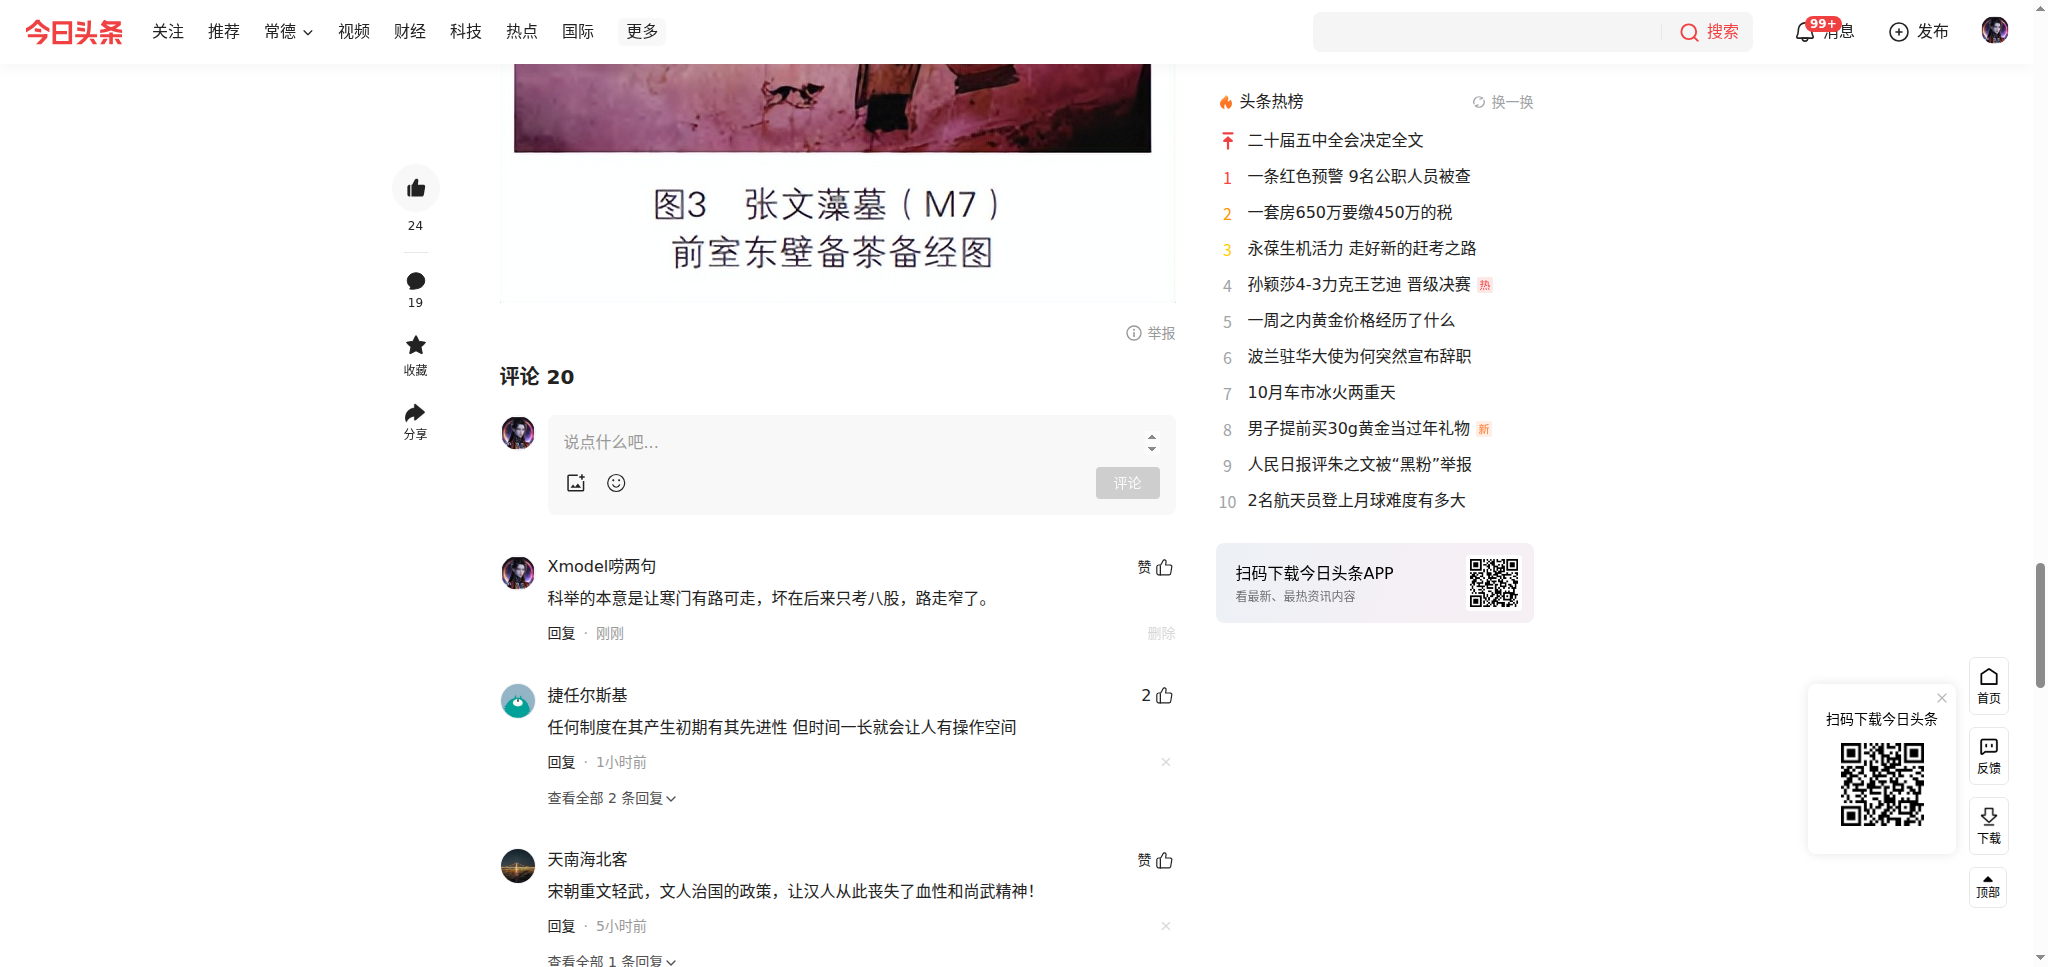 今日头条
关注 推荐 常德 视频 财经 科技 热点 国际 更多
搜索
99+
消息
发布
图3 张文藻墓（M7）
前室东壁备茶备经图
24
19
收藏
分享
举报
评论 20
说点什么吧...
评论
Xmodel唠两句
赞
科举的本意是让寒门有路可走，坏在后来只考八股，路走窄了。
回复 · 刚刚
删除
捷任尔斯基
2
任何制度在其产生初期有其先进性 但时间一长就会让人有操作空间
回复 · 1小时前
查看全部 2 条回复
天南海北客
赞
宋朝重文轻武，文人治国的政策，让汉人从此丧失了血性和尚武精神！
回复 · 5小时前
查看全部 1 条回复
头条热榜
换一换
二十届五中全会决定全文
1 一条红色预警 9名公职人员被查
2 一套房650万要缴450万的税
3 永葆生机活力 走好新的赶考之路
4 孙颖莎4-3力克王艺迪 晋级决赛 热
5 一周之内黄金价格经历了什么
6 波兰驻华大使为何突然宣布辞职
7 10月车市冰火两重天
8 男子提前买30g黄金当过年礼物 新
9 人民日报评朱之文被“黑粉”举报
10 2名航天员登上月球难度有多大
扫码下载今日头条APP
看最新、最热资讯内容
扫码下载今日头条
首页
反馈
下载
顶部